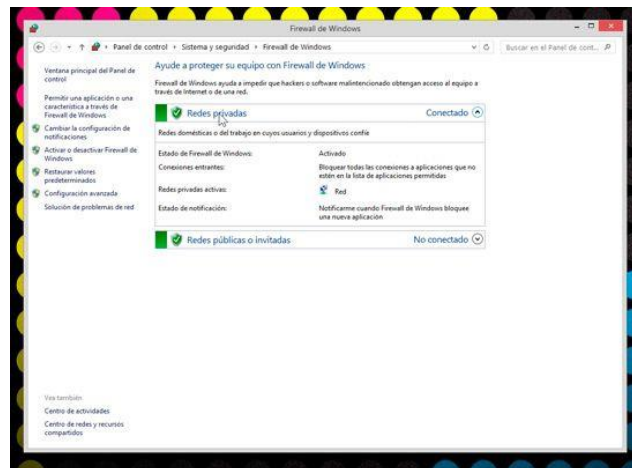 Firewall de Windows
Panel de control
Sistema y seguridad
Firewall de Windows
Buscar en el Panel de cont...
Ventana principal del Panel de
control
Permitir una aplicación o una
característica a través de
Firewall de Windows
Cambiar la configuración de
notificaciones
Activar o desactivar Firewall de
Windows
Restaurar valores
predeterminados
Configuración avanzada
Solución de problemas de red
Ayude a proteger su equipo con Firewall de Windows
Firewall de Windows ayuda a impedir que hackers o software malintencionado obtengan acceso al equipo a
través de Internet o de una red.
Redes privadas Conectado
Redes domésticas o del trabajo en cuyos usuarios y dispositivos confía
Estado de Firewall de Windows: Activado
Conexiones entrantes: Bloquear todas las conexiones a aplicaciones que no
estén en la lista de aplicaciones permitidas
Redes privadas activas: Red
Estado de notificación: Notificarme cuando Firewall de Windows bloquee
una nueva aplicación
Redes públicas o invitadas No conectado
Vea también
Centro de actividades
Centro de redes y recursos
compartidos